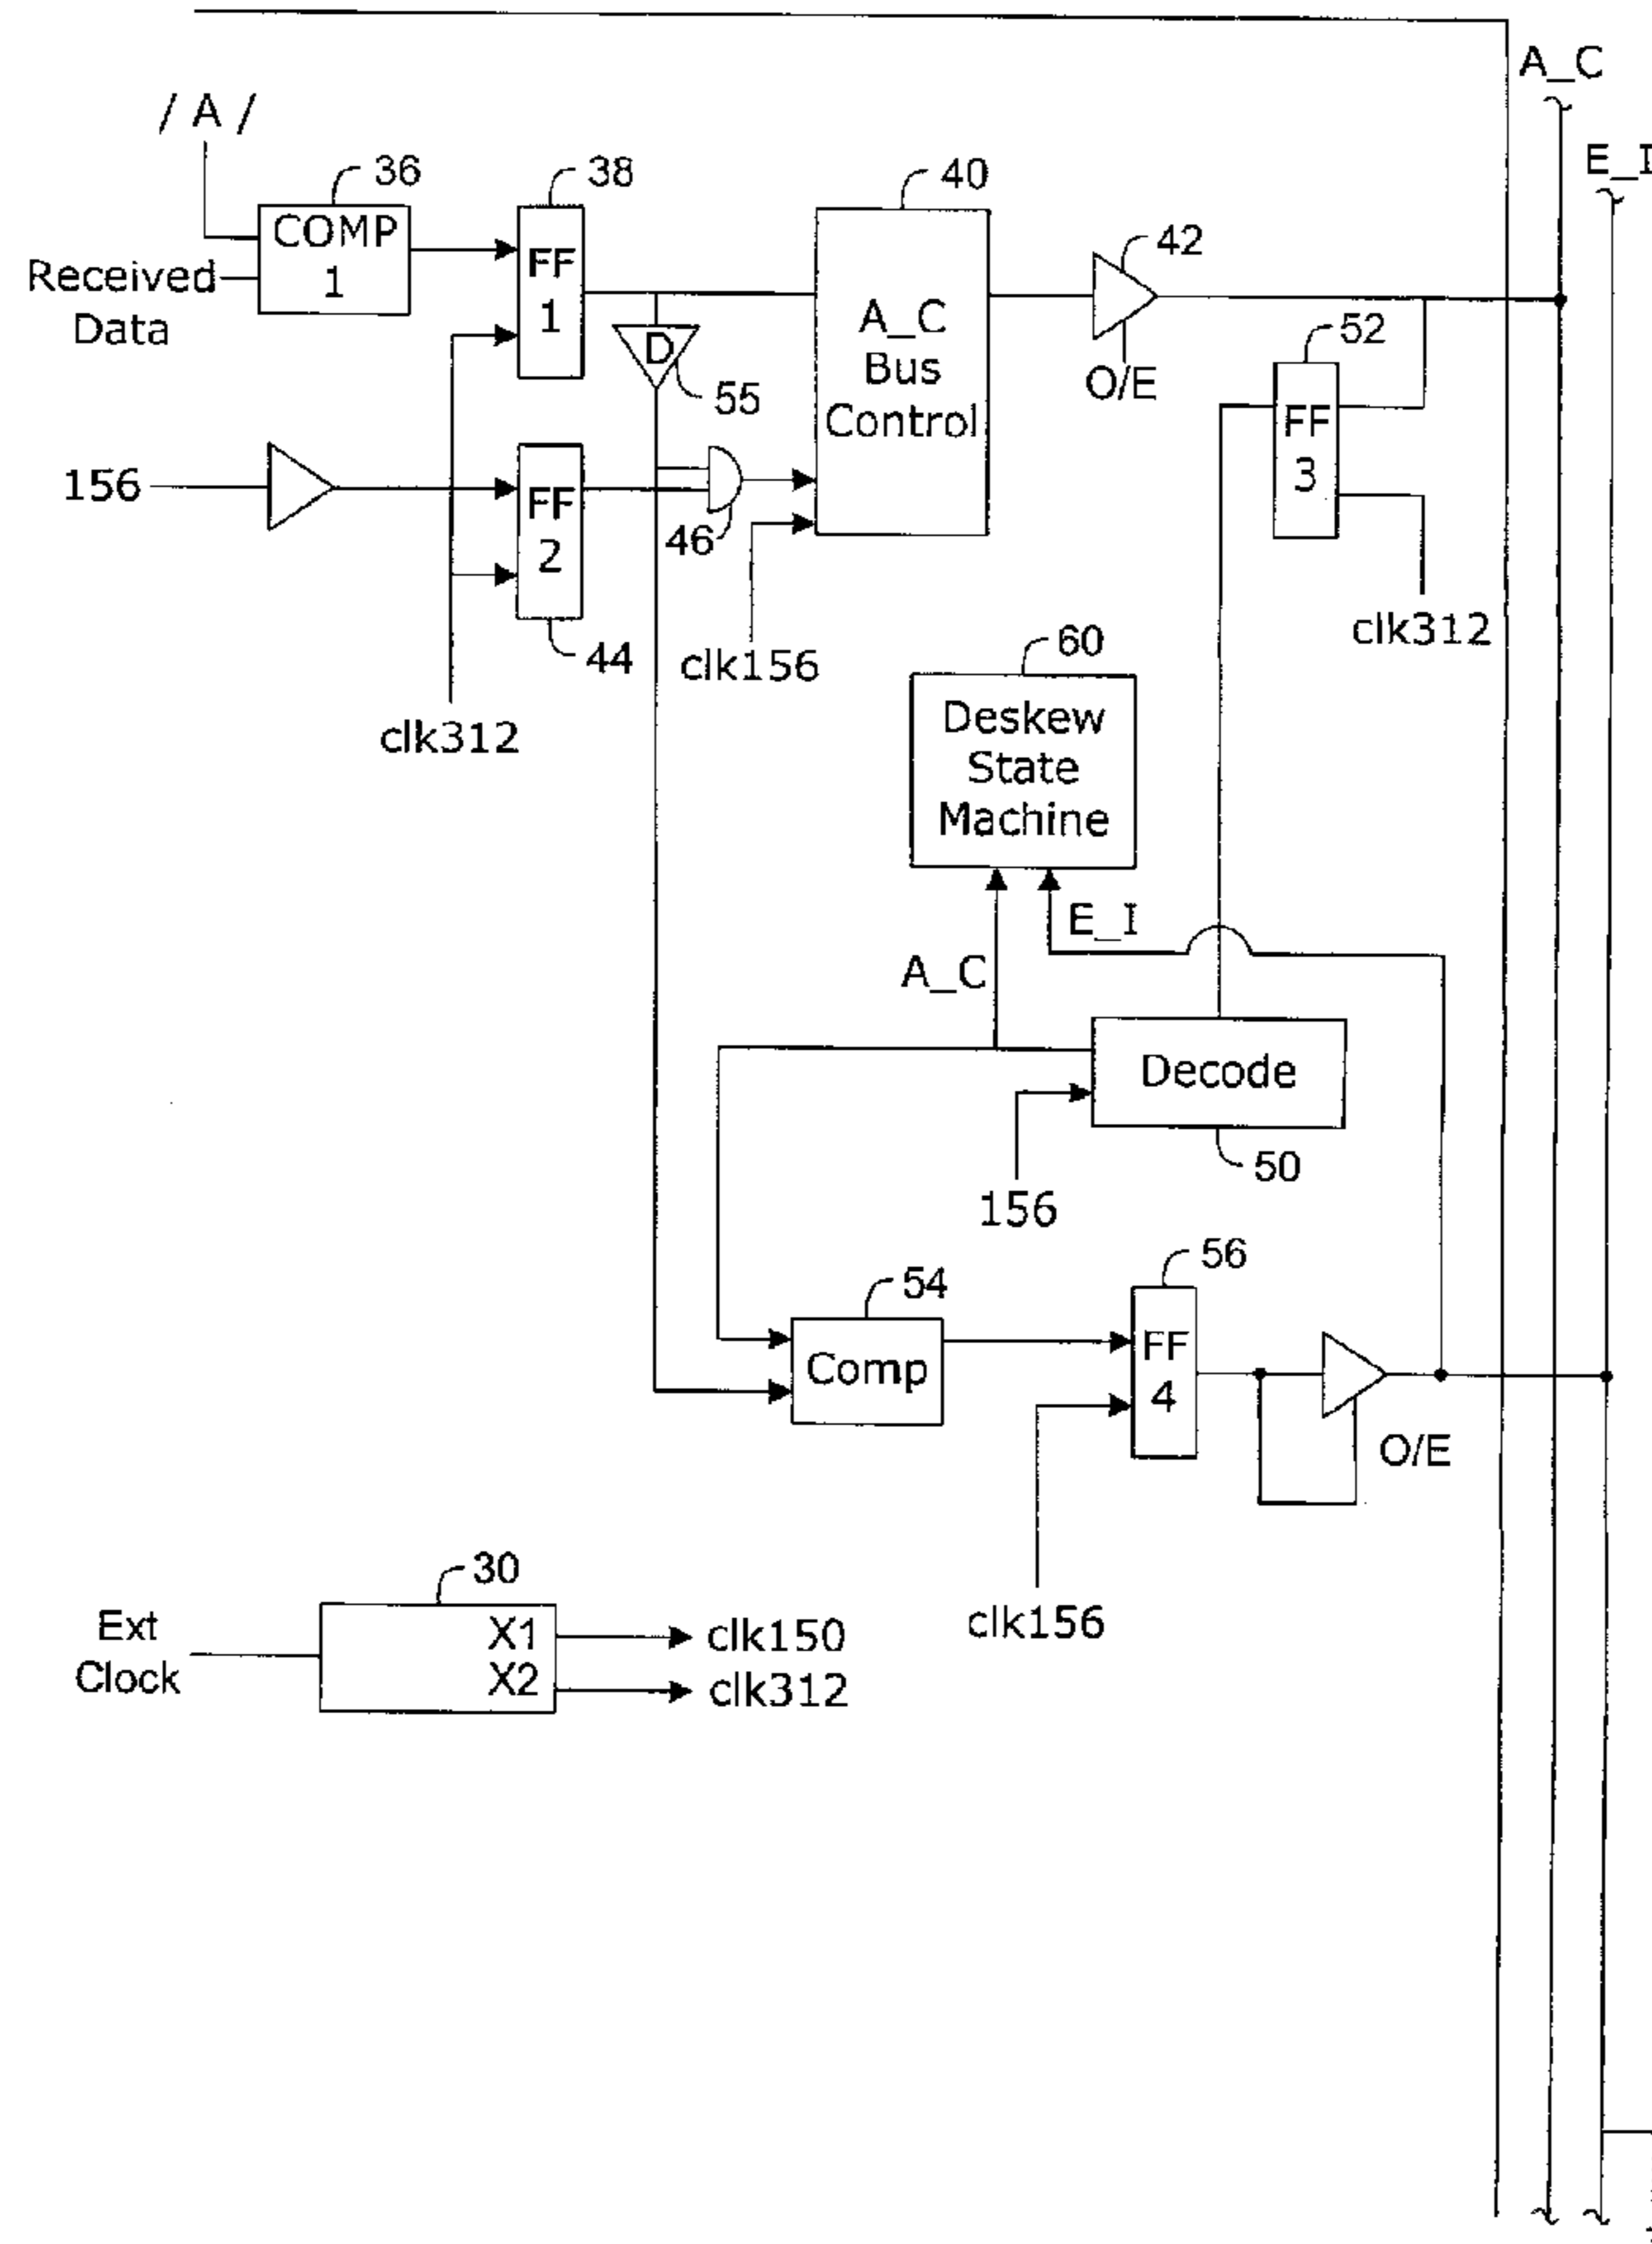 A_C
/ A /
E_I
36
38
40
COMP
1
FF
1
42
Received
Data
A_C
Bus
Control
52
D
55
O/E
FF
3
156
FF
2
46
44
clk156
clk312
60
clk312
Deskew
State
Machine
E_I
A_C
Decode
50
156
56
54
FF
4
Comp
O/E
30
Ext
Clock
X1
X2
clk150
clk312
clk156